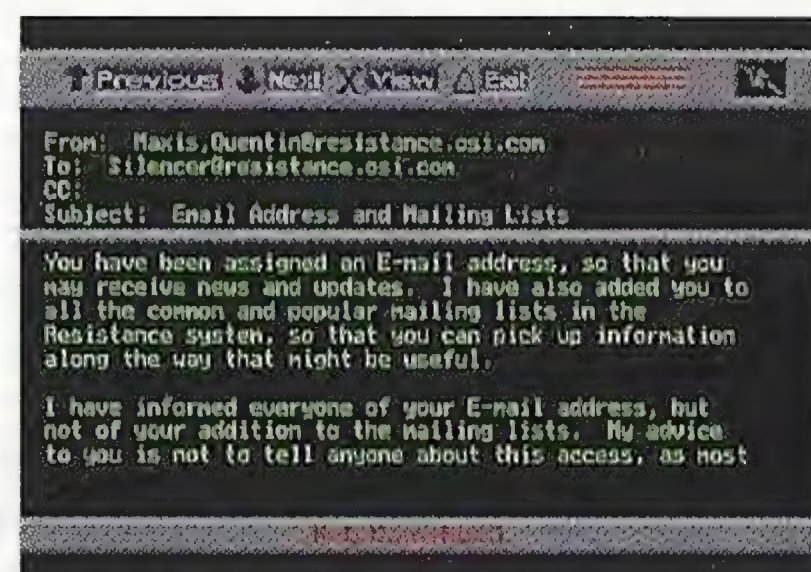 Previous Next View Exit
From: Maxis,Quentin@resistance.osi.com
To: Silencer@resistance.osi.com
CC:
Subject: Email Address and Mailing Lists
You have been assigned an E-mail address, so that you
may receive news and updates. I have also added you to
all the common and popular mailing lists in the
Resistance system, so that you can pick up information
along the way that might be useful.
I have informed everyone of your E-mail address, but
not of your addition to the mailing lists. My advice
to you is not to tell anyone about this access, as most